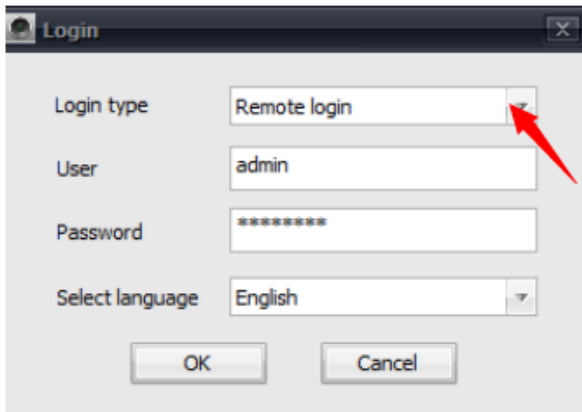 Login
Login type Remote login
User admin
Password ********
Select language English
OK Cancel